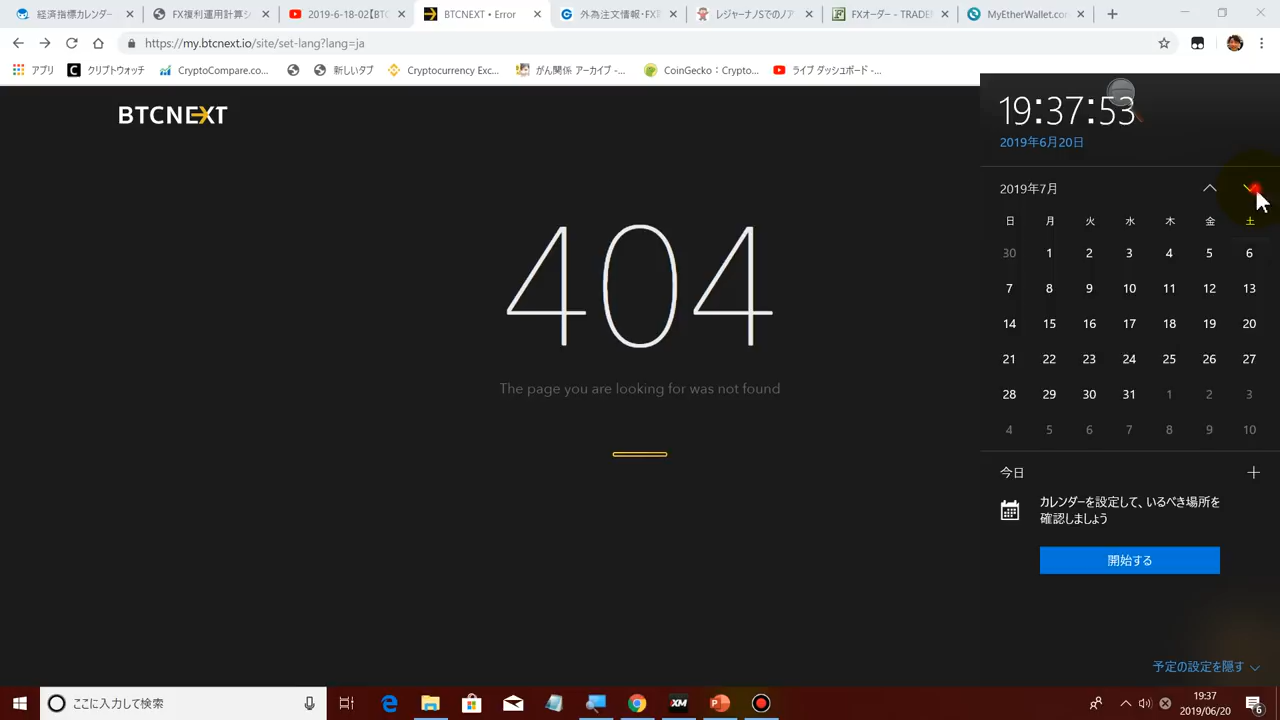 経済指標カレンダー
FX複利運用計算シ
2019-6-18-02【BTC
BTCNEXT • Error
外為注文情報・FX取
レジャーナノSでのノア
FXオーダー - TRADER
MyEtherWallet.com
https://my.btcnext.io/site/set-lang?lang=ja
アプリ
クリプトウォッチ
CryptoCompare.co...
新しいタブ
Cryptocurrency Exc...
がん関係 アーカイブ -...
CoinGecko：Crypto...
ライブ ダッシュボード -...
BTCNEXT
404
The page you are looking for was not found
19:37:53
2019年6月20日
2019年7月
日 月 火 水 木 金 土
30 1 2 3 4 5 6
7 8 9 10 11 12 13
14 15 16 17 18 19 20
21 22 23 24 25 26 27
28 29 30 31 1 2 3
4 5 6 7 8 9 10
今日
カレンダーを設定して、いるべき場所を
確認しましょう
開始する
予定の設定を隠す
ここに入力して検索
XM
19:37
2019/06/20
6